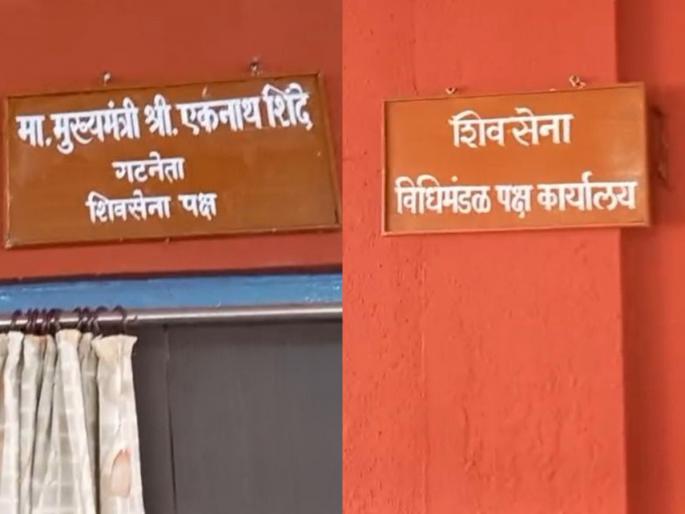 मा. मुख्यमंत्री श्री. एकनाथ शिंदे
गटनेता
शिवसेना पक्ष
शिवसेना
विधिमंडळ पक्ष कार्यालय